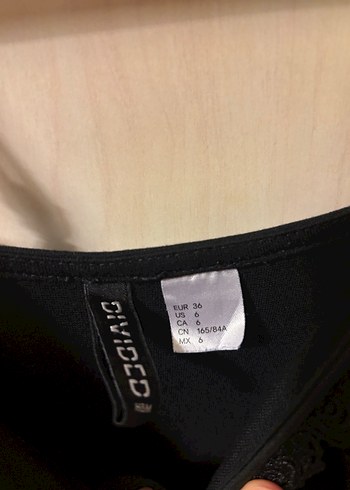 DIVIDED
H&M
EUR 36
US 6
CA 6
CN 165/84A
MX 6